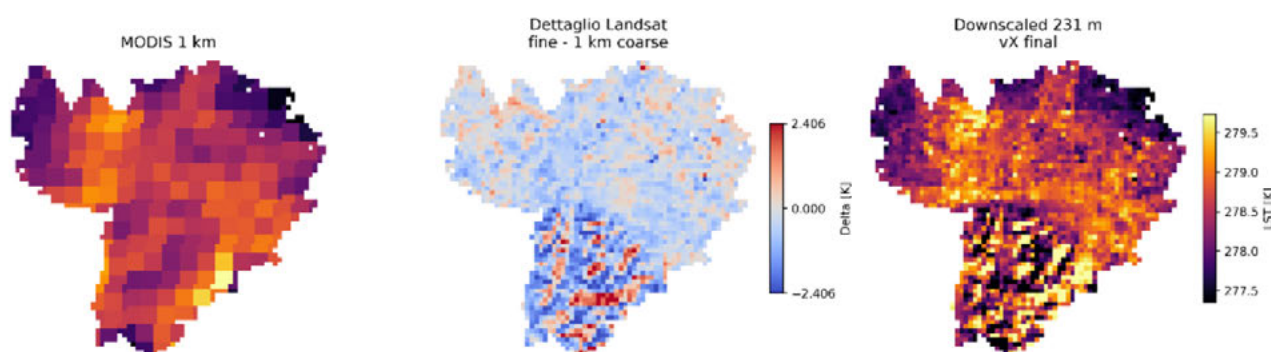 MODIS 1 km
Dettaglio Landsat
fine - 1 km coarse
2.406
0.000
−2.406
Delta [K]
Downscaled 231 m
vX final
279.5
279.0
278.5
278.0
277.5
LST [K]